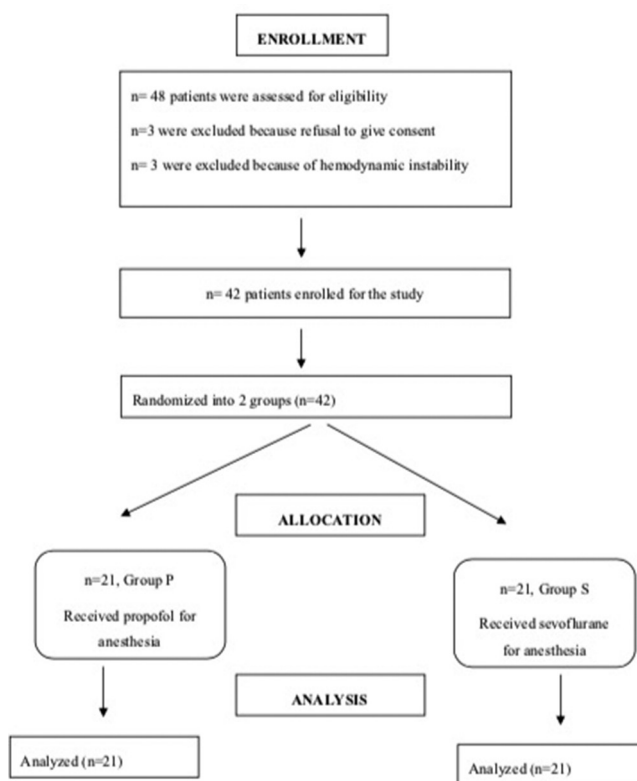 ENROLLMENT
n= 48 patients were assessed for eligibility
n=3 were excluded because refusal to give consent
n= 3 were excluded because of hemodynamic instability
n= 42 patients enrolled for the study
Randomized into 2 groups (n=42)
ALLOCATION
n=21, Group P
Received propofol for
anesthesia
n=21, Group S
Received sevoflurane
for anesthesia
ANALYSIS
Analyzed (n=21)
Analyzed (n=21)